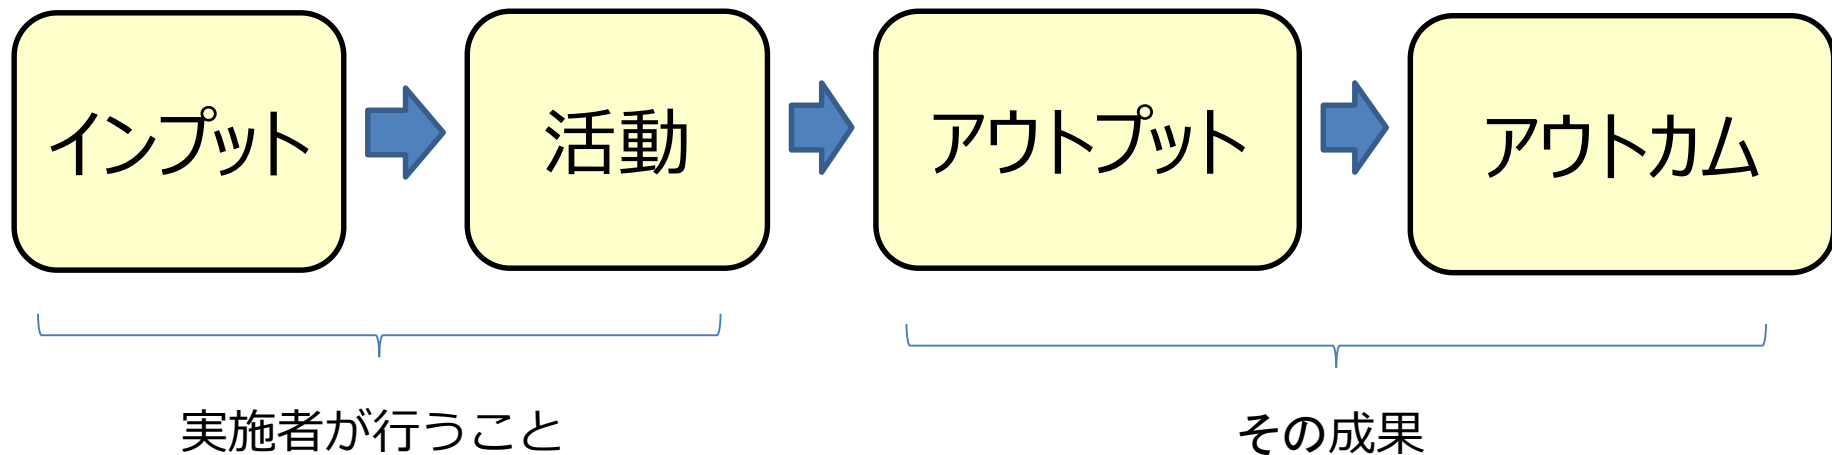 インプット
活動
アウトプット
アウトカム
実施者が行うこと
その成果